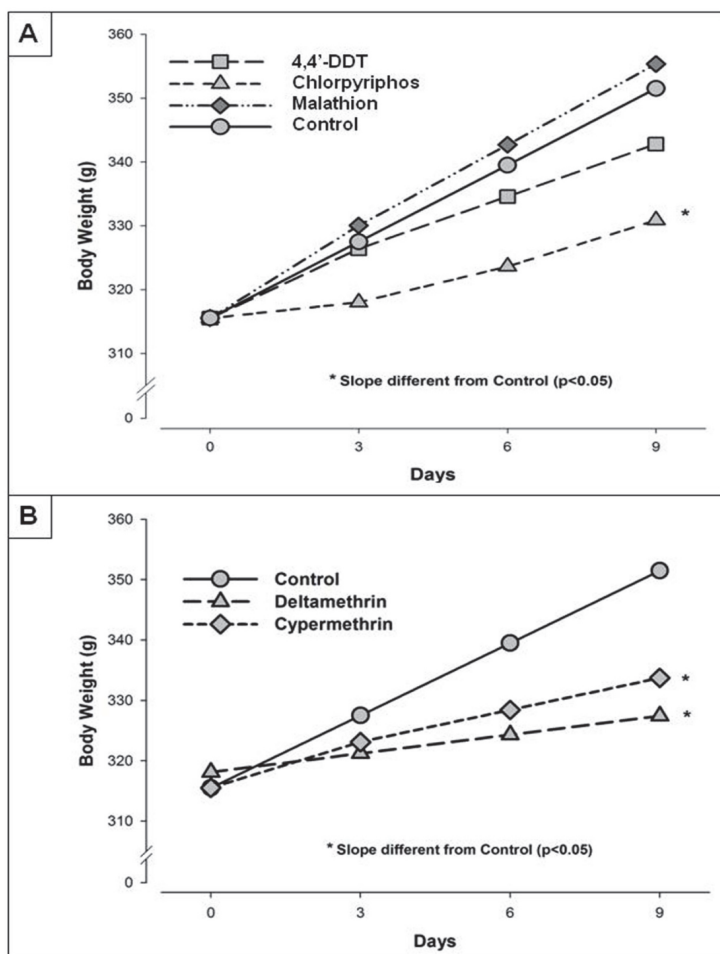 A
360
350
340
330
320
310
0
Body Weight (g)
4,4'-DDT
Chlorpyriphos
Malathion
Control
*
* Slope different from Control (p<0.05)
0 3 6 9
Days
B
360
350
340
330
320
310
0
Body Weight (g)
Control
Deltamethrin
Cypermethrin
*
*
* Slope different from Control (p<0.05)
0 3 6 9
Days